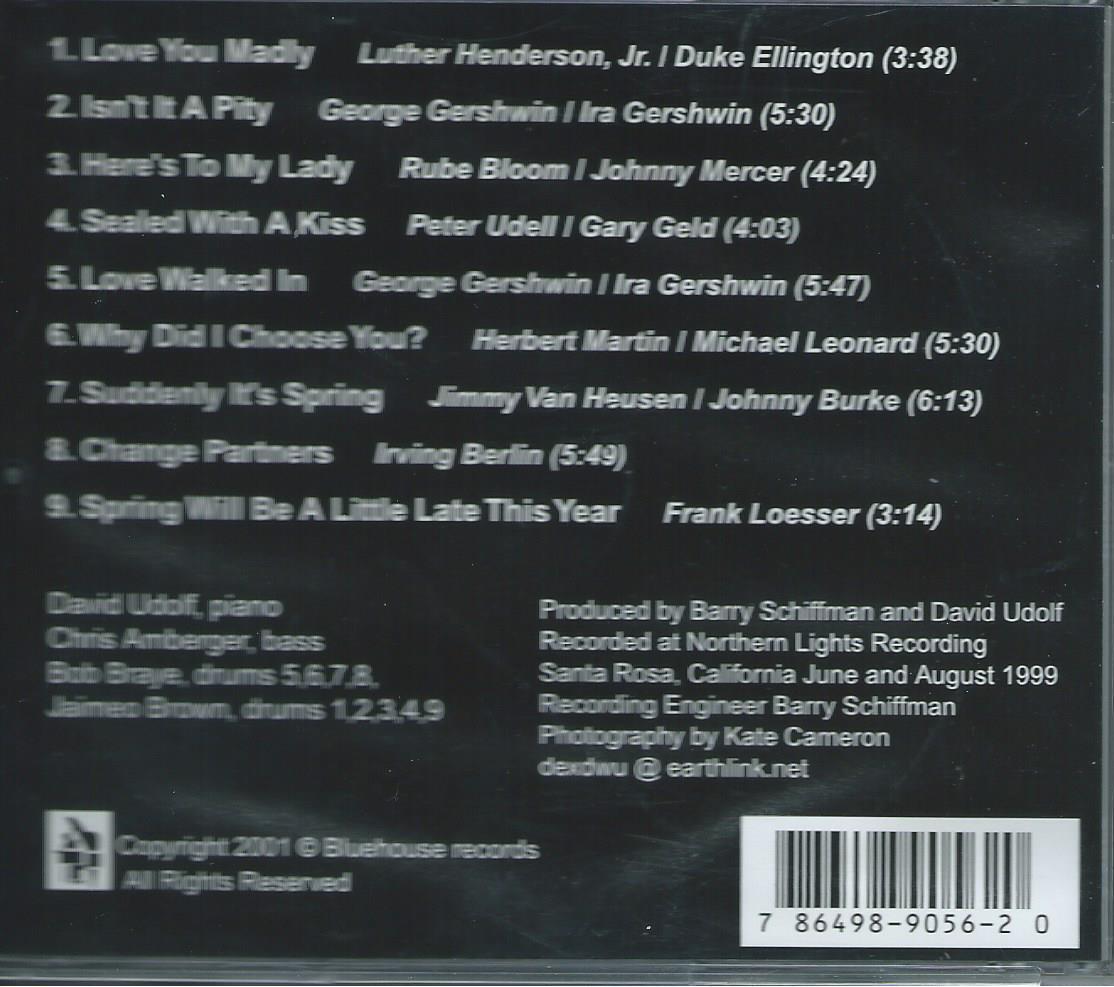 1. Love You Madly Luther Henderson, Jr. / Duke Ellington (3:38)
2. Isn't It A Pity George Gershwin / Ira Gershwin (5:30)
3. Here's To My Lady Rube Bloom / Johnny Mercer (4:24)
4. Sealed With A Kiss Peter Udell / Gary Geld (4:03)
5. Love Walked In George Gershwin / Ira Gershwin (5:47)
6. Why Did I Choose You? Herbert Martin / Michael Leonard (5:30)
7. Suddenly It's Spring Jimmy Van Heusen / Johnny Burke (6:13)
8. Change Partners Irving Berlin (5:49)
9. Spring Will Be A Little Late This Year Frank Loesser (3:14)
David Udolf, piano
Chris Amberger, bass
Bob Braye, drums 5,6,7,8,
Jaimeo Brown, drums 1,2,3,4,9
Produced by Barry Schiffman and David Udolf
Recorded at Northern Lights Recording
Santa Rosa, California June and August 1999
Recording Engineer Barry Schiffman
Photography by Kate Cameron
dexdwu @ earthlink.net
Copyright 2001 © Bluehouse records
All Rights Reserved
7 86498-9056-2 0